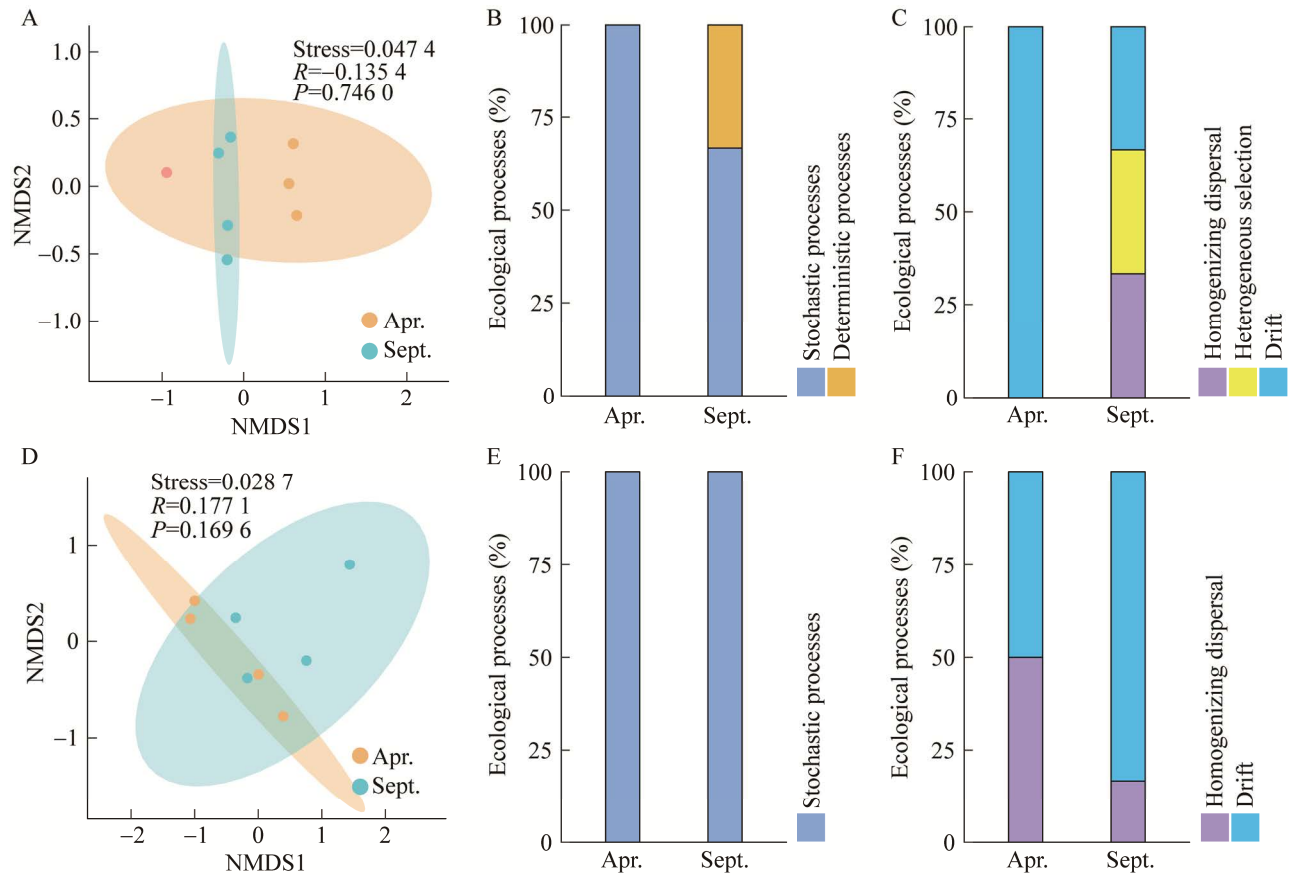 A
1.0
0.5
0.0
−0.5
−1.0
NMDS2
Stress=0.047 4
R=−0.135 4
P=0.746 0
Apr.
Sept.
−1
0
1
2
NMDS1
B
100
75
50
25
0
Ecological processes (%)
Apr.
Sept.
Stochastic processes
Deterministic processes
C
100
75
50
25
0
Ecological processes (%)
Apr.
Sept.
Homogenizing dispersal
Heterogeneous selection
Drift
D
1
0
−1
NMDS2
Stress=0.028 7
R=0.177 1
P=0.169 6
Apr.
Sept.
−2
−1
0
1
2
NMDS1
E
100
75
50
25
0
Ecological processes (%)
Apr.
Sept.
Stochastic processes
F
100
75
50
25
0
Ecological processes (%)
Apr.
Sept.
Homogenizing dispersal
Drift